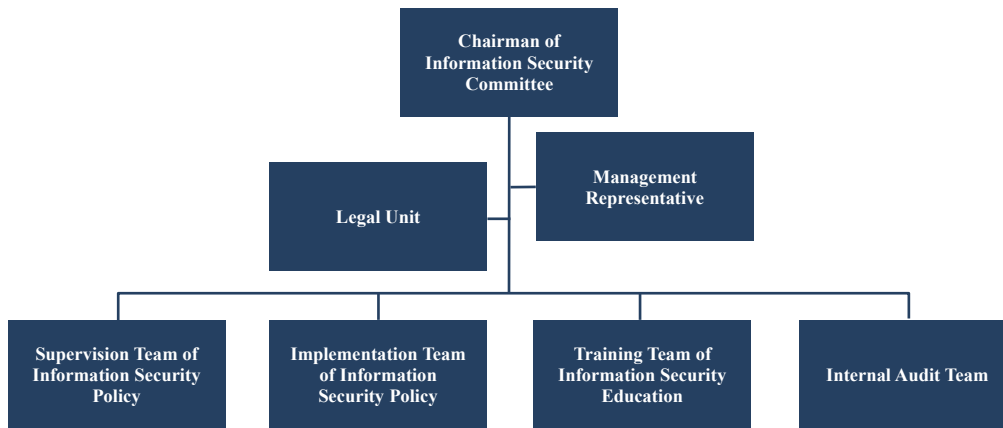 Chairman of
Information Security
Committee
Management
Representative
Legal Unit
Supervision Team of
Information Security
Policy
Implementation Team
of Information
Security Policy
Training Team of
Information Security
Education
Internal Audit Team